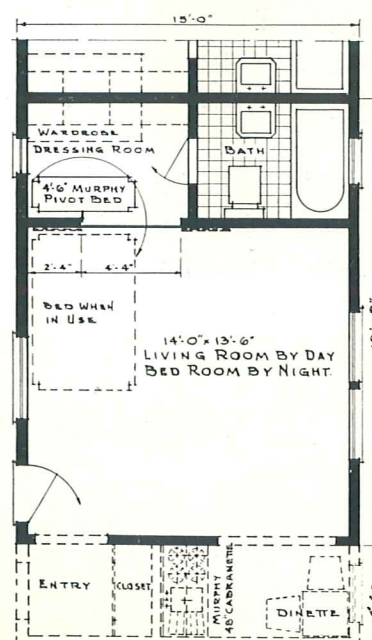 15'-0"
WARDROBE
DRESSING ROOM
BATH
4'-6" MURPHY
PIVOT BED
2'-4"
4'-4"
BED WHEN
IN USE
14'-0" x 13'-6"
LIVING ROOM BY DAY
BED ROOM BY NIGHT.
ENTRY
CLOSET
MURPHY
48" CABRANETTE
DINETTE